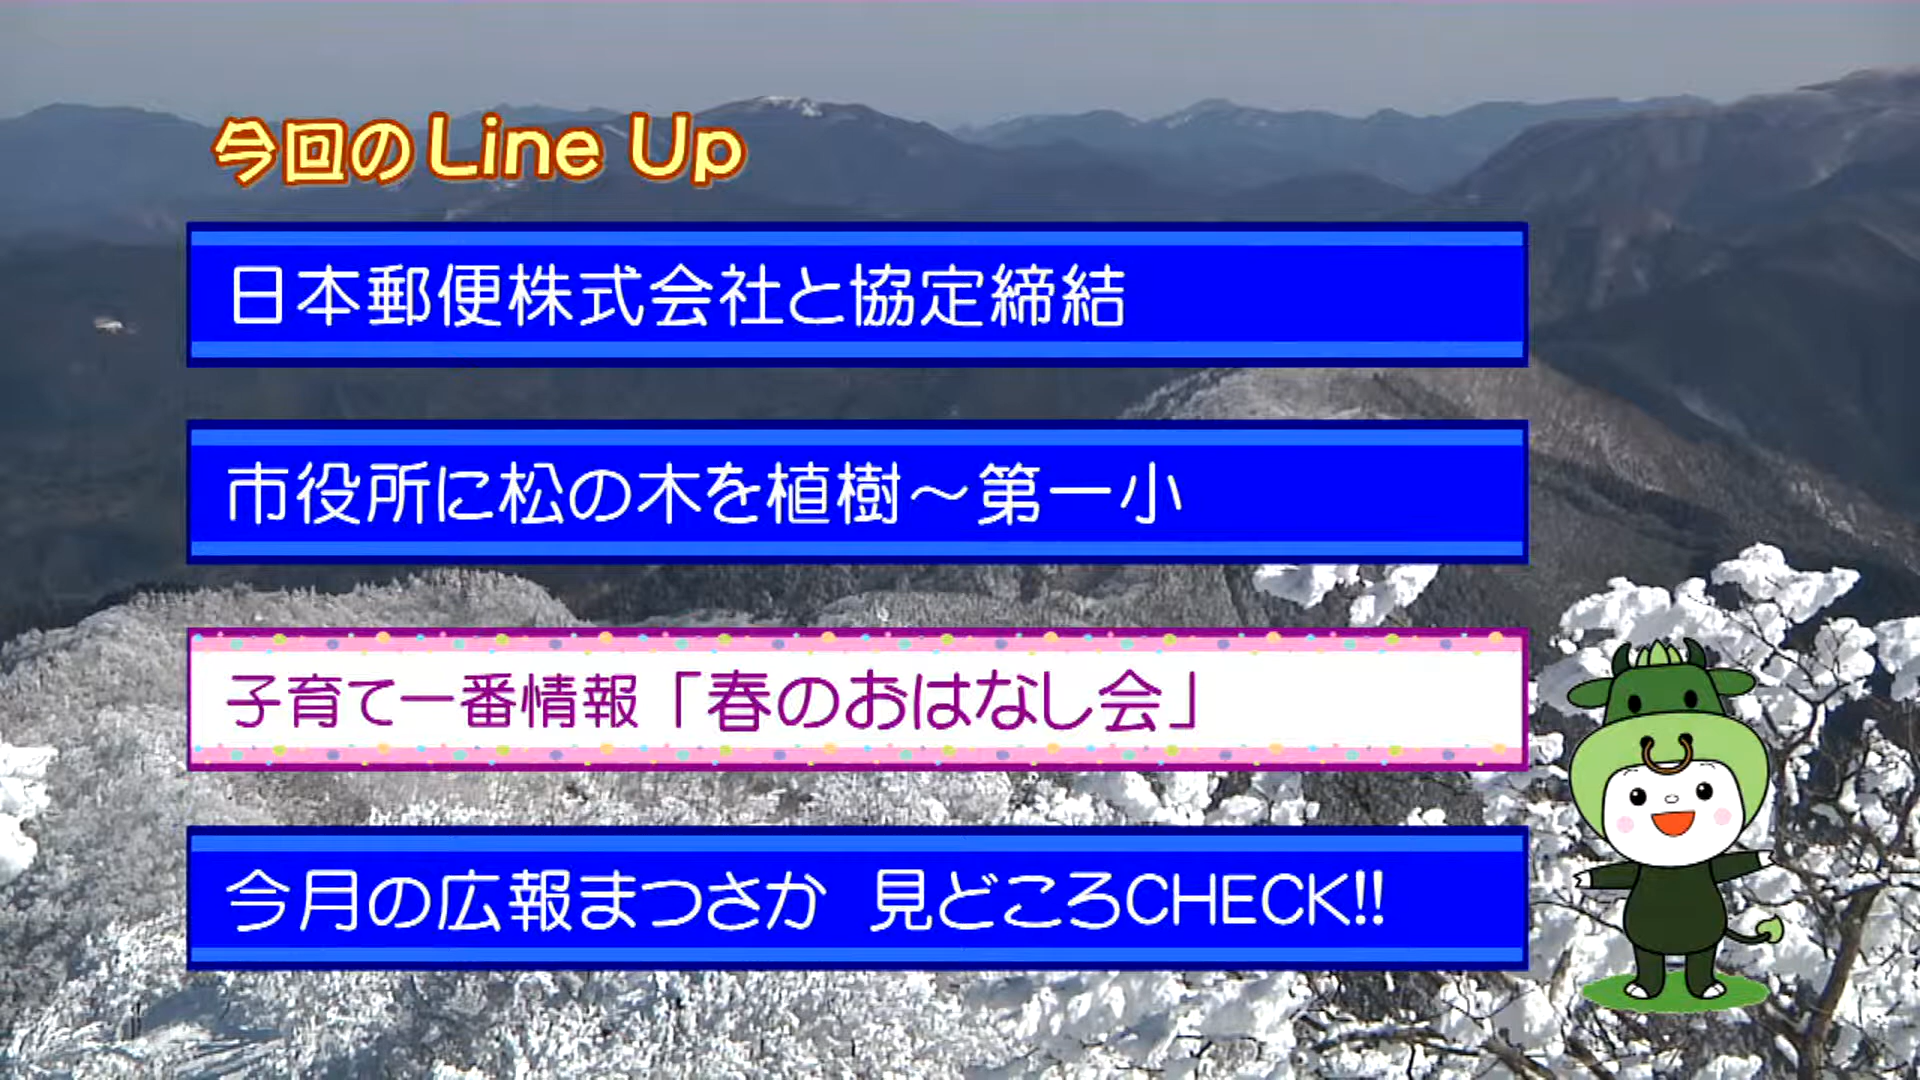 今回のLine Up
日本郵便株式会社と協定締結
市役所に松の木を植樹～第一小
子育て一番情報「春のおはなし会」
今月の広報まつさか 見どころCHECK!!